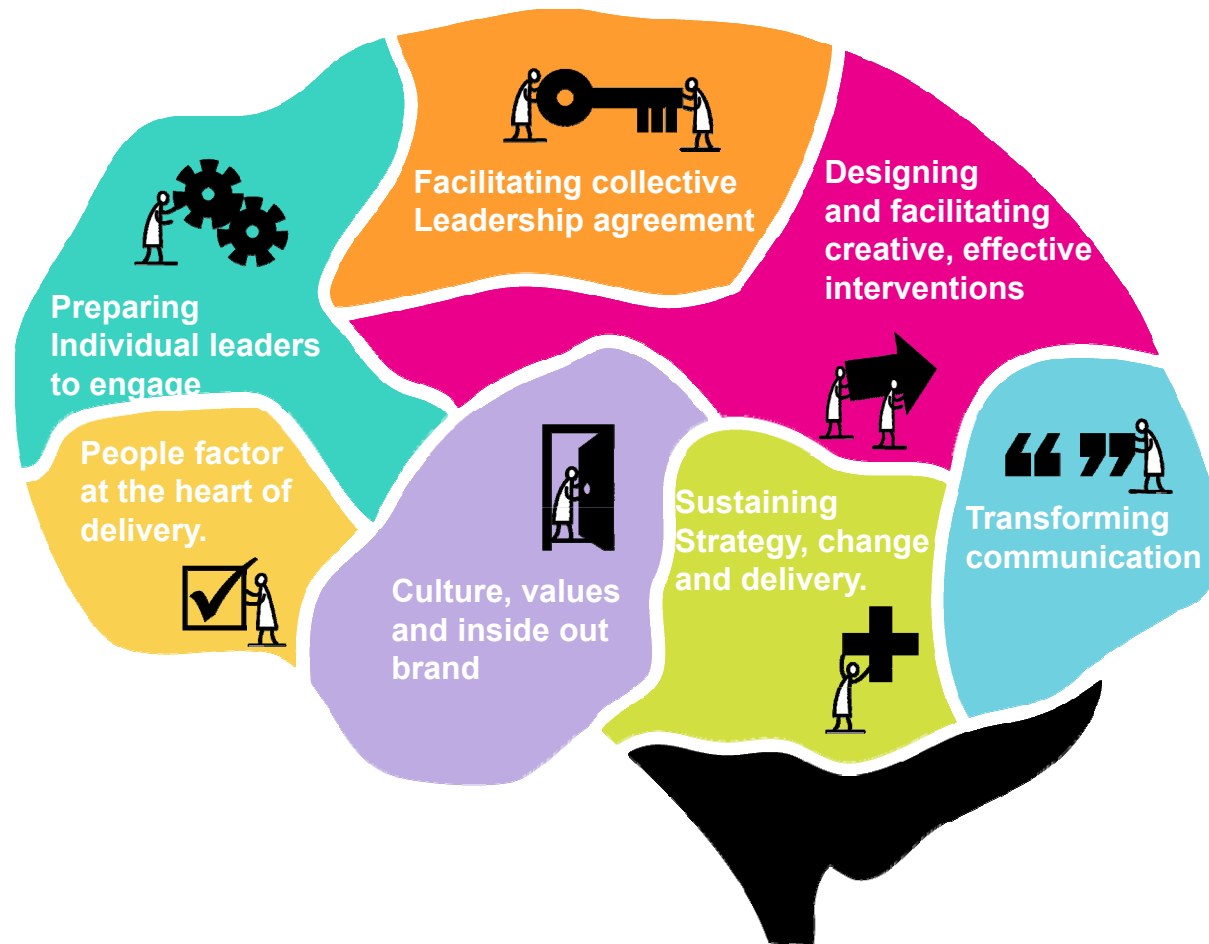 Facilitating collective
Leadership agreement
Designing
and facilitating
creative, effective
interventions
Preparing
Individual leaders
to engage
People factor
at the heart of
delivery.
Culture, values
and inside out
brand
Sustaining
Strategy, change
and delivery.
Transforming
communication